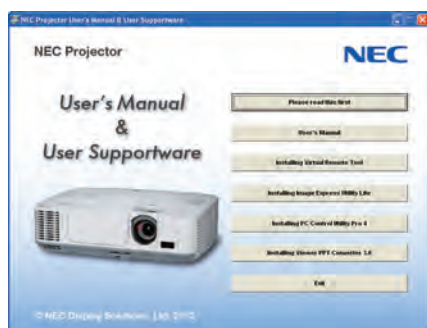 NEC Projector User's Manual & User Supportware
NEC Projector
NEC
User's Manual
&
User Supportware
Please read this first
User's Manual
Installing Virtual Remote Tool
Installing Image Express Utility Lite
Installing PC Control Utility Pro 4
Installing Viewer PPT Converter 3.0
Exit
© NEC Display Solutions, Ltd. 2012